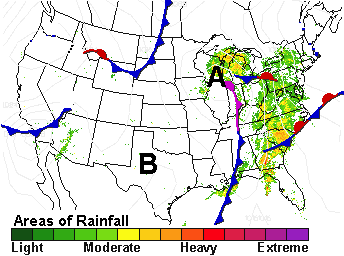 A
B
Areas of Rainfall
Light Moderate Heavy Extreme